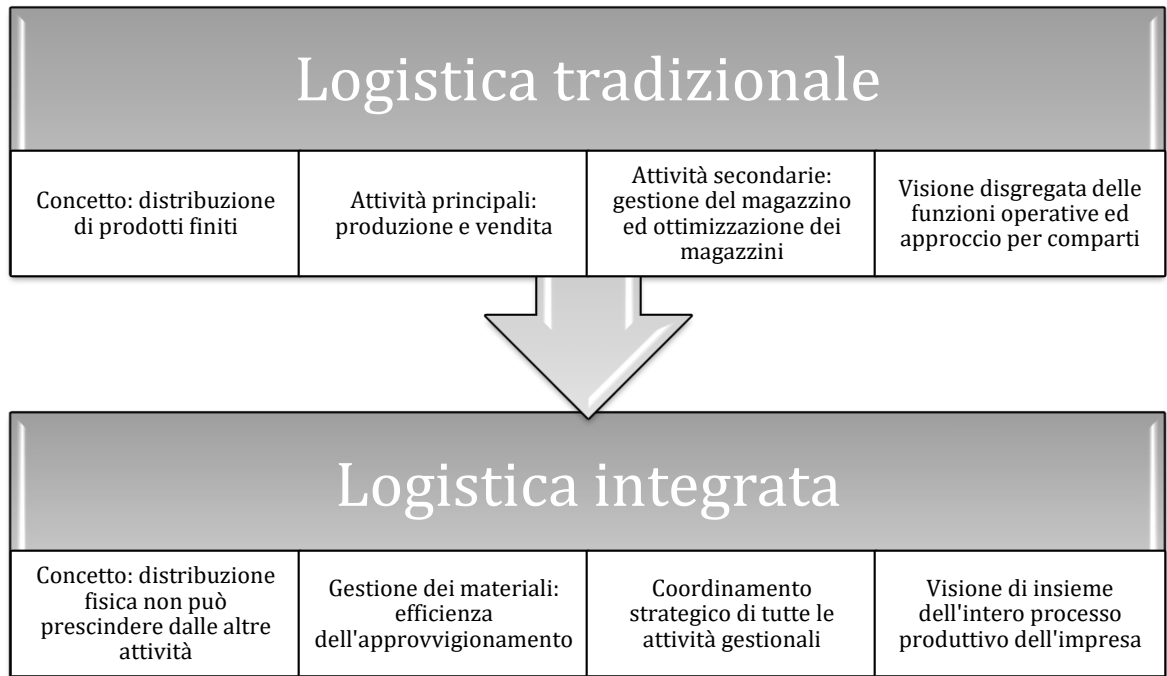 Logistica tradizionale
Concetto: distribuzione
di prodotti finiti
Attività principali:
produzione e vendita
Attività secondarie:
gestione del magazzino
ed ottimizzazione dei
magazzini
Visione disgregata delle
funzioni operative ed
approccio per comparti
Logistica integrata
Concetto: distribuzione
fisica non può
prescindere dalle altre
attività
Gestione dei materiali:
efficienza
dell'approvvigionamento
Coordinamento
strategico di tutte le
attività gestionali
Visione di insieme
dell'intero processo
produttivo dell'impresa